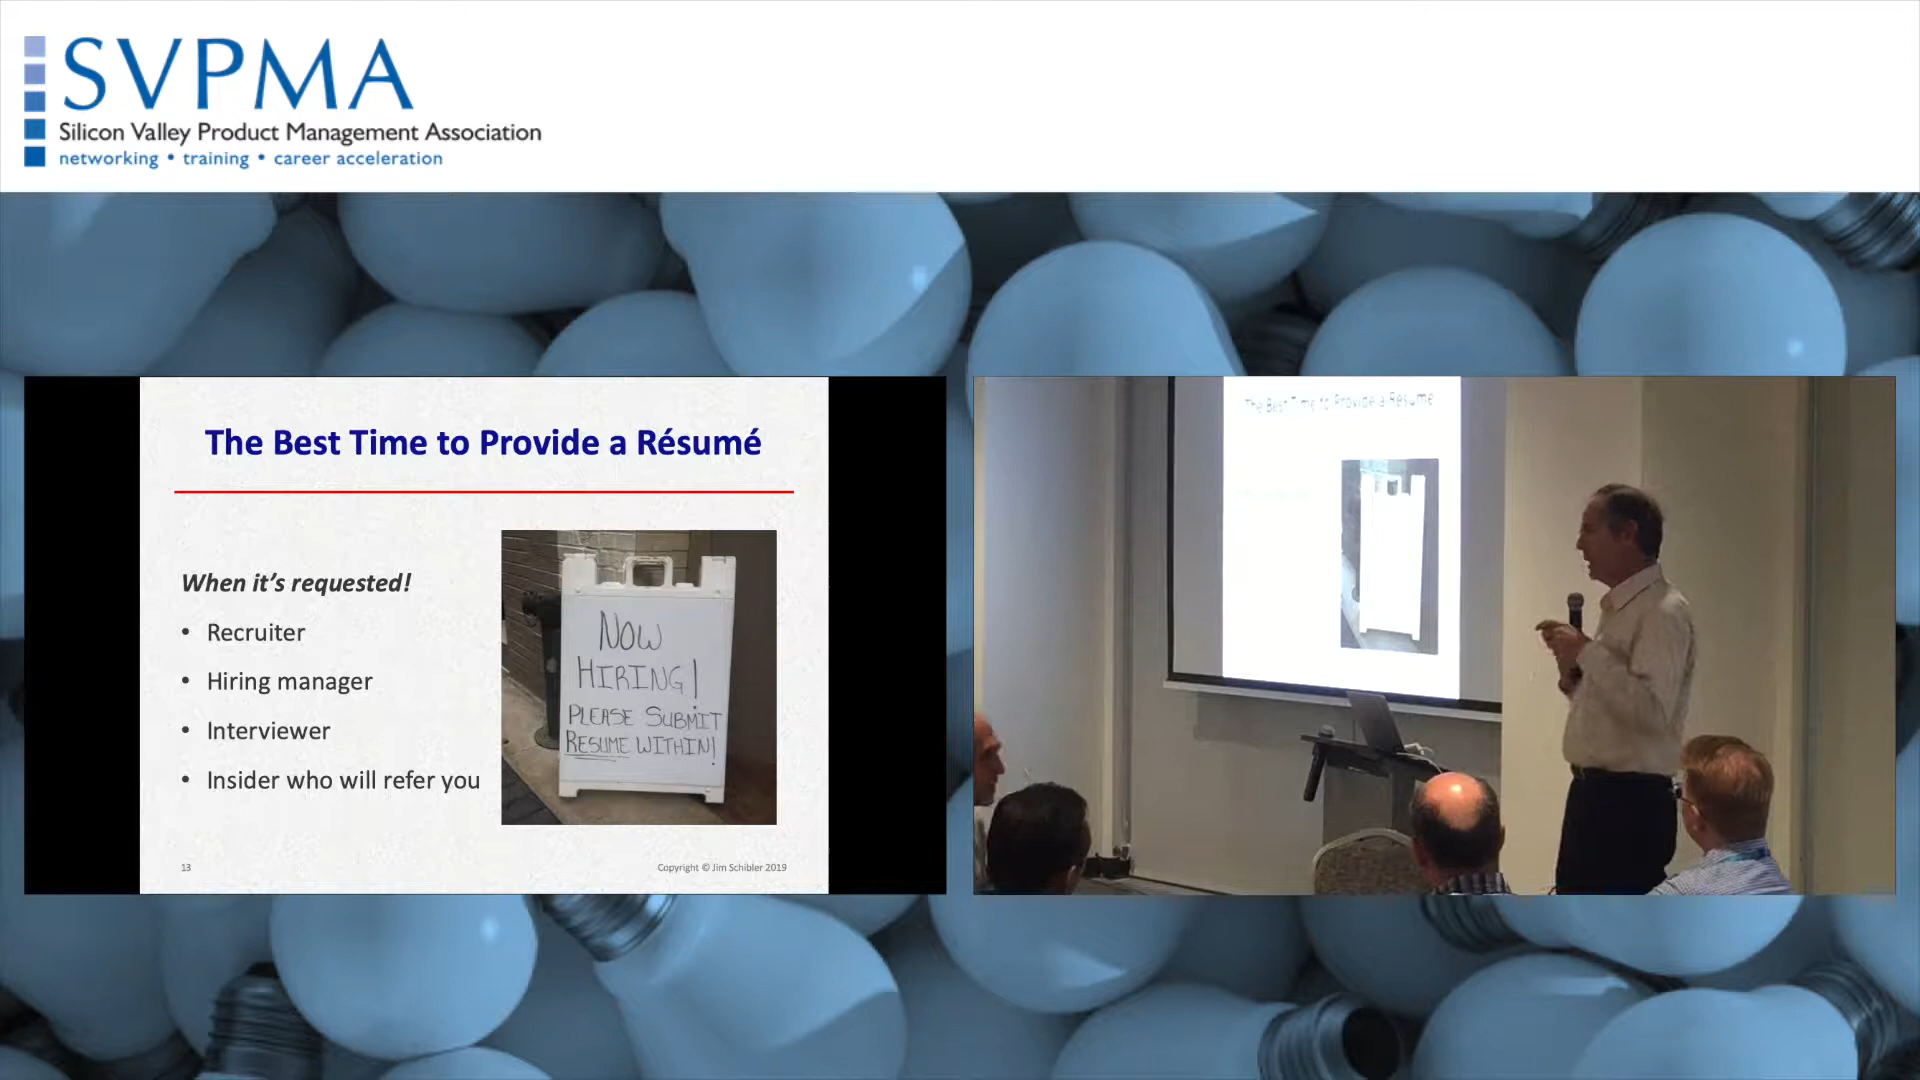 SVPMA
Silicon Valley Product Management Association
networking • training • career acceleration
The Best Time to Provide a Résumé
When it's requested!
• Recruiter
• Hiring manager
• Interviewer
• Insider who will refer you
NOW
HIRING!
PLEASE SUBMIT
RESUME WITHIN!
13
Copyright © Jim Schibler 2019
The Best Time to Provide a Résume